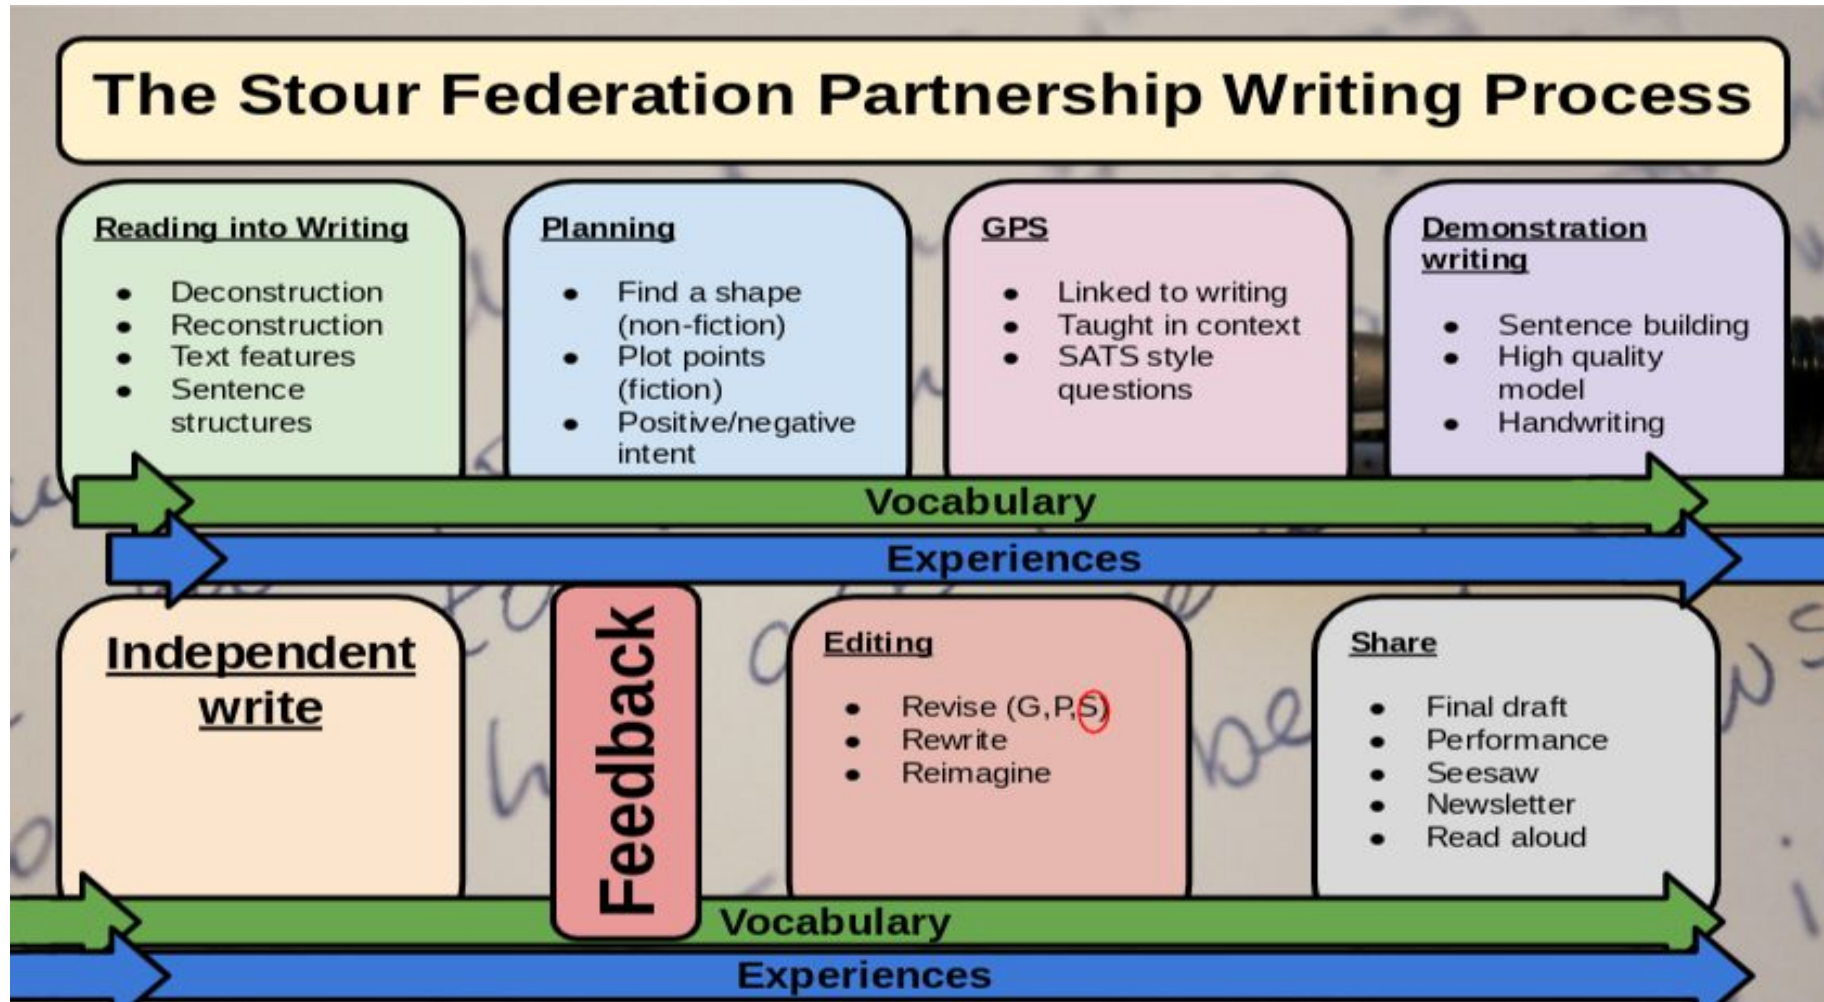 The Stour Federation Partnership Writing Process
Reading into Writing
• Deconstruction
• Reconstruction
• Text features
• Sentence
structures
Planning
• Find a shape
(non-fiction)
• Plot points
(fiction)
• Positive/negative
intent
GPS
• Linked to writing
• Taught in context
• SATS style
questions
Demonstration
writing
• Sentence building
• High quality
model
• Handwriting
Vocabulary
Experiences
Independent
write
Feedback
Editing
• Revise (G,P,S)
• Rewrite
• Reimagine
Share
• Final draft
• Performance
• Seesaw
• Newsletter
• Read aloud
Vocabulary
Experiences